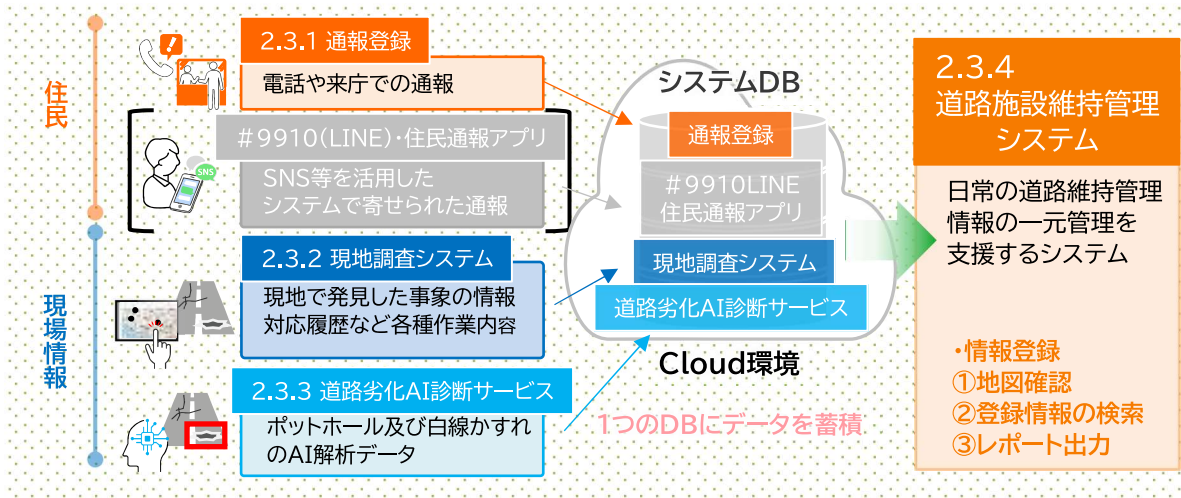 住民
2.3.1 通報登録
電話や来庁での通報
#9910(LINE)・住民通報アプリ
SNS
SNS等を活用した
システムで寄せられた通報
現場情報
2.3.2 現地調査システム
現地で発見した事象の情報
対応履歴など各種作業内容
2.3.3 道路劣化AI診断サービス
ポットホール及び白線かすれ
のAI解析データ
システムDB
通報登録
#9910LINE
住民通報アプリ
現地調査システム
道路劣化AI診断サービス
Cloud環境
1つのDBにデータを蓄積
2.3.4
道路施設維持管理
システム
日常の道路維持管理
情報の一元管理を
支援するシステム
・情報登録
①地図確認
②登録情報の検索
③レポート出力